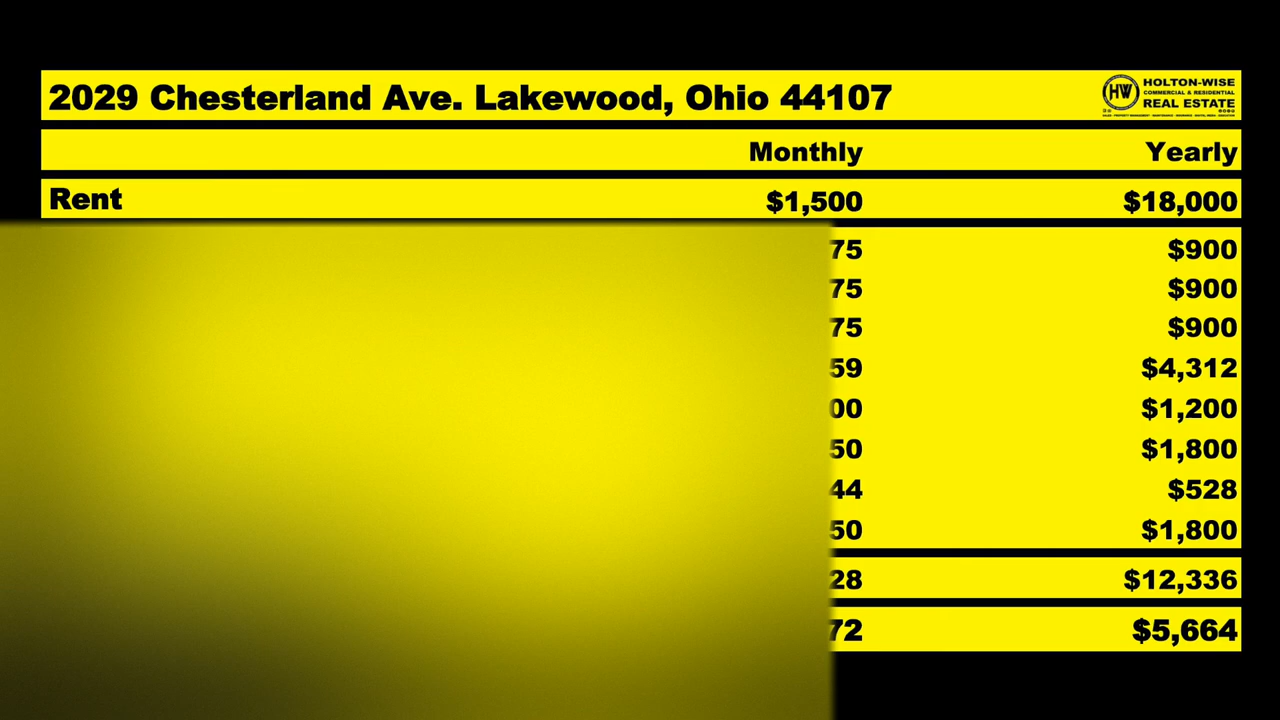 2029 Chesterland Ave. Lakewood, Ohio 44107
HW
HOLTON-WISE
COMMERCIAL & RESIDENTIAL
REAL ESTATE
Monthly Yearly
Rent $1,500 $18,000
75 $900
75 $900
75 $900
59 $4,312
00 $1,200
50 $1,800
44 $528
50 $1,800
28 $12,336
72 $5,664